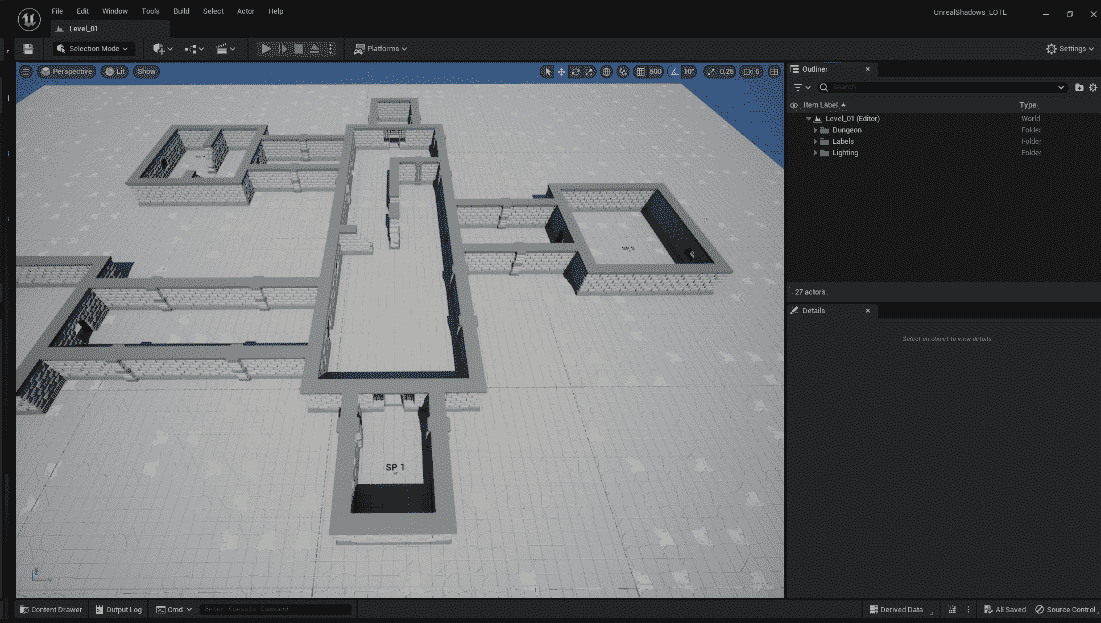 File Edit Window Tools Build Select Actor Help
UnrealShadows_LOTL
Level_01
Selection Mode
Platforms
Settings
Perspective Lit Show
500 10° 0,25 6
Outliner
Search
Item Label Type
Level_01 (Editor) World
Dungeon Folder
Labels Folder
Lighting Folder
27 actors
Details
Select an object to view details.
SP 1
Content Drawer Output Log Cmd Enter Console Command
Derived Data All Saved Source Control